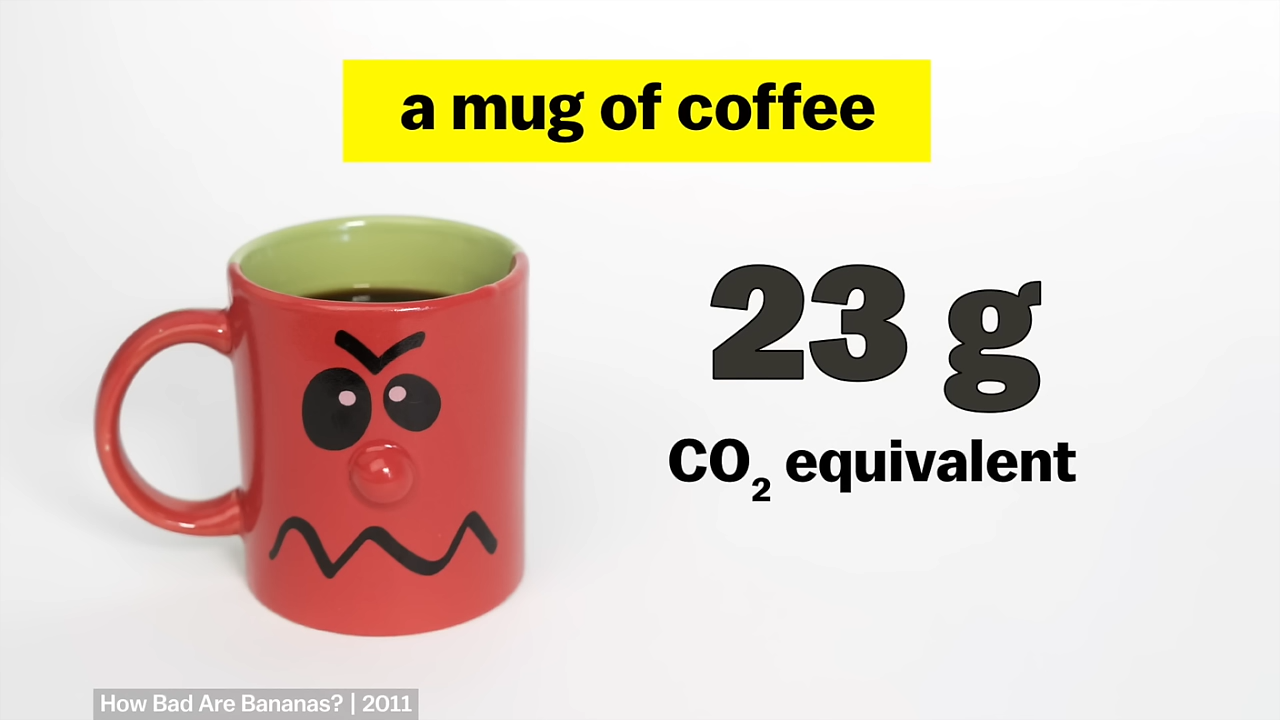 a mug of coffee
23 g
CO₂ equivalent
How Bad Are Bananas? | 2011